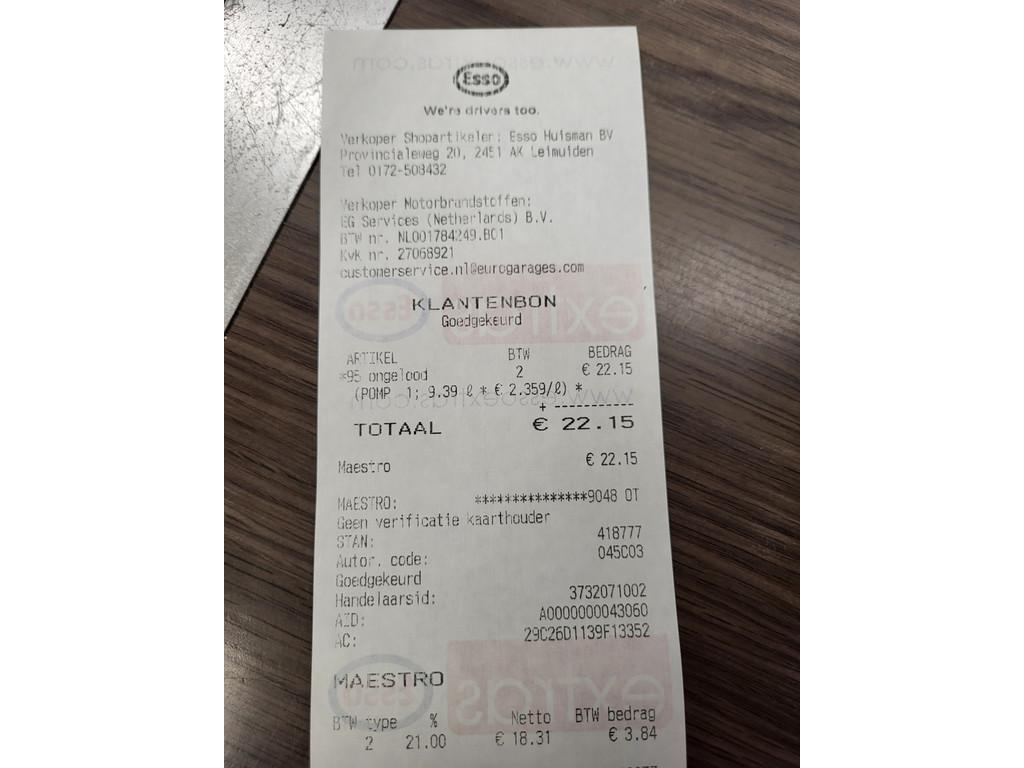 Esso
We're drivers too.
Verkoper Shopartikeler: Esso Huisman BV
Provincialeweg 20, 2451 AK Leimuiden
Tel 0172-508432
Verkoper Motorbrandstoffen:
EG Services (Netherlands) B.V.
BTW nr. NL001784249.B01
Kvk nr. 27068921
customerservice.nl@eurogarages.com
KLANTENBON
Goedgekeurd
ARTIKEL BTW BEDRAG
*95 ongelood 2 € 22.15
(POMP 1; 9.39 ℓ * € 2.359/ℓ) *
+ -----------
TOTAAL € 22.15
Maestro € 22.15
MAESTRO: ***************9048 OT
Geen verificatie kaarthouder
STAN: 418777
Autor. code: 045C03
Goedgekeurd
Handelaarsid: 3732071002
AID: A0000000043060
AC: 29C26D1139F13352
MAESTRO
BTW type % Netto BTW bedrag
2 21.00 € 18.31 € 3.84